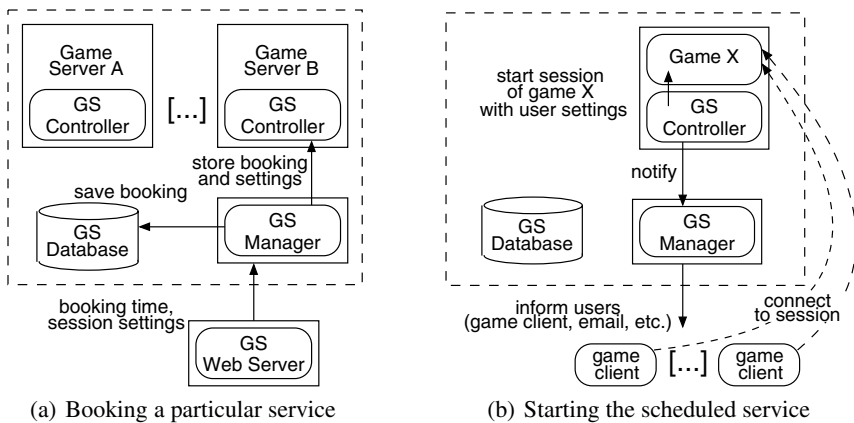 Game
Server A
GS
Controller
[...]
Game
Server B
GS
Controller
store booking
and settings
save booking
GS
Database
GS
Manager
booking time,
session settings
GS
Web Server
(a) Booking a particular service
start session
of game X
with user settings
Game X
GS
Controller
notify
GS
Database
GS
Manager
inform users
(game client, email, etc.)
connect
to session
game
client
[...]
game
client
(b) Starting the scheduled service